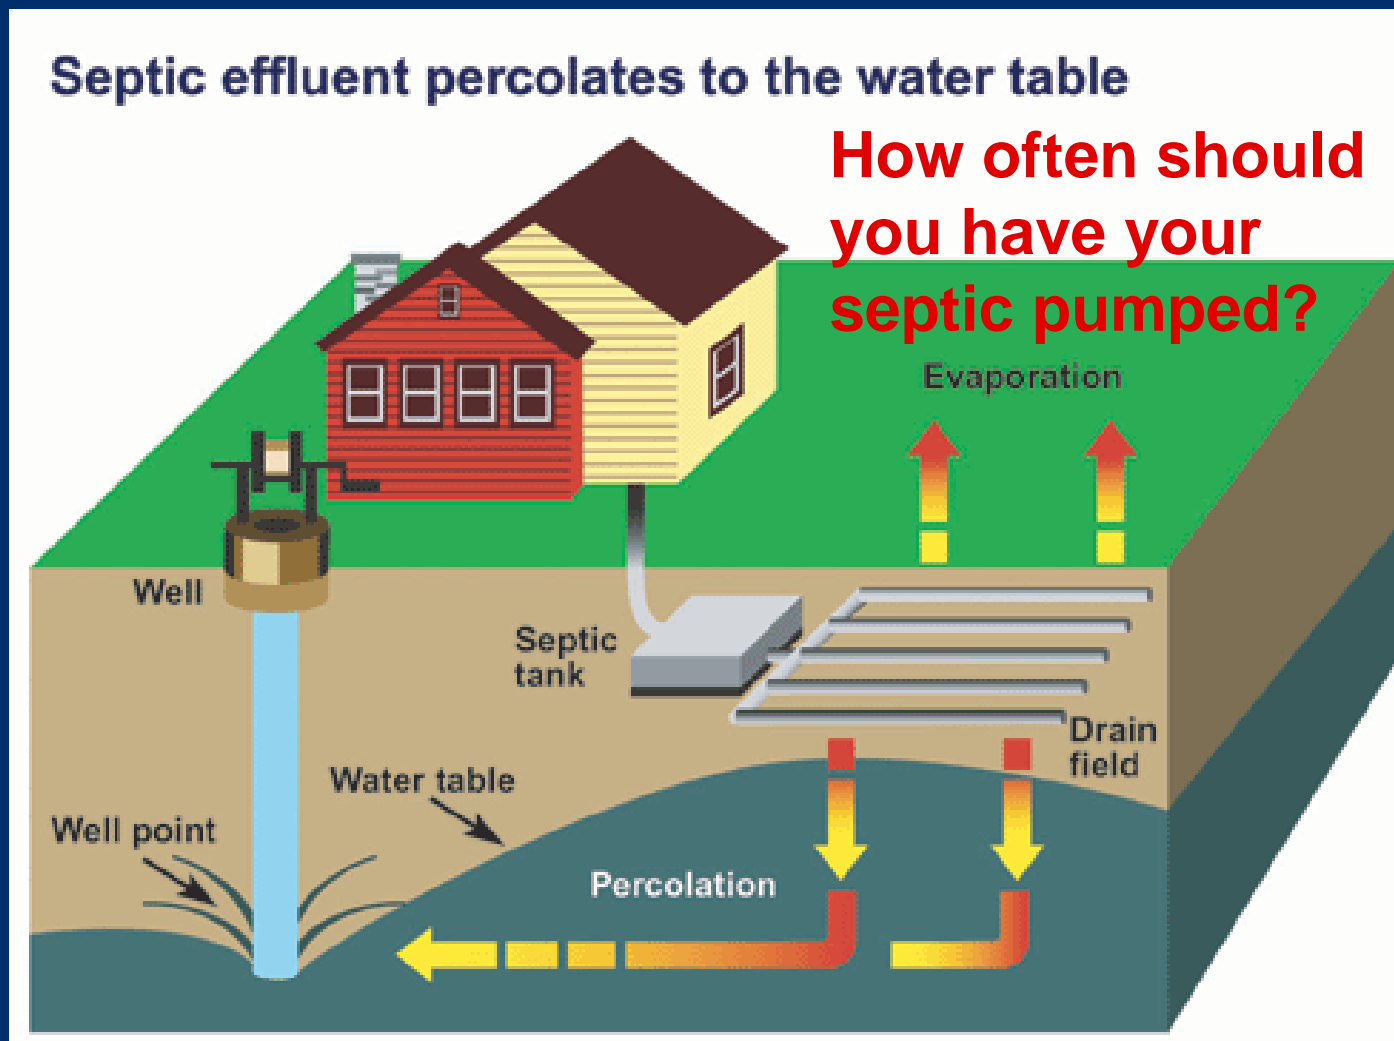 Septic effluent percolates to the water table
How often should
you have your
septic pumped?
Evaporation
Well
Septic
tank
Drain
field
Water table
Well point
Percolation